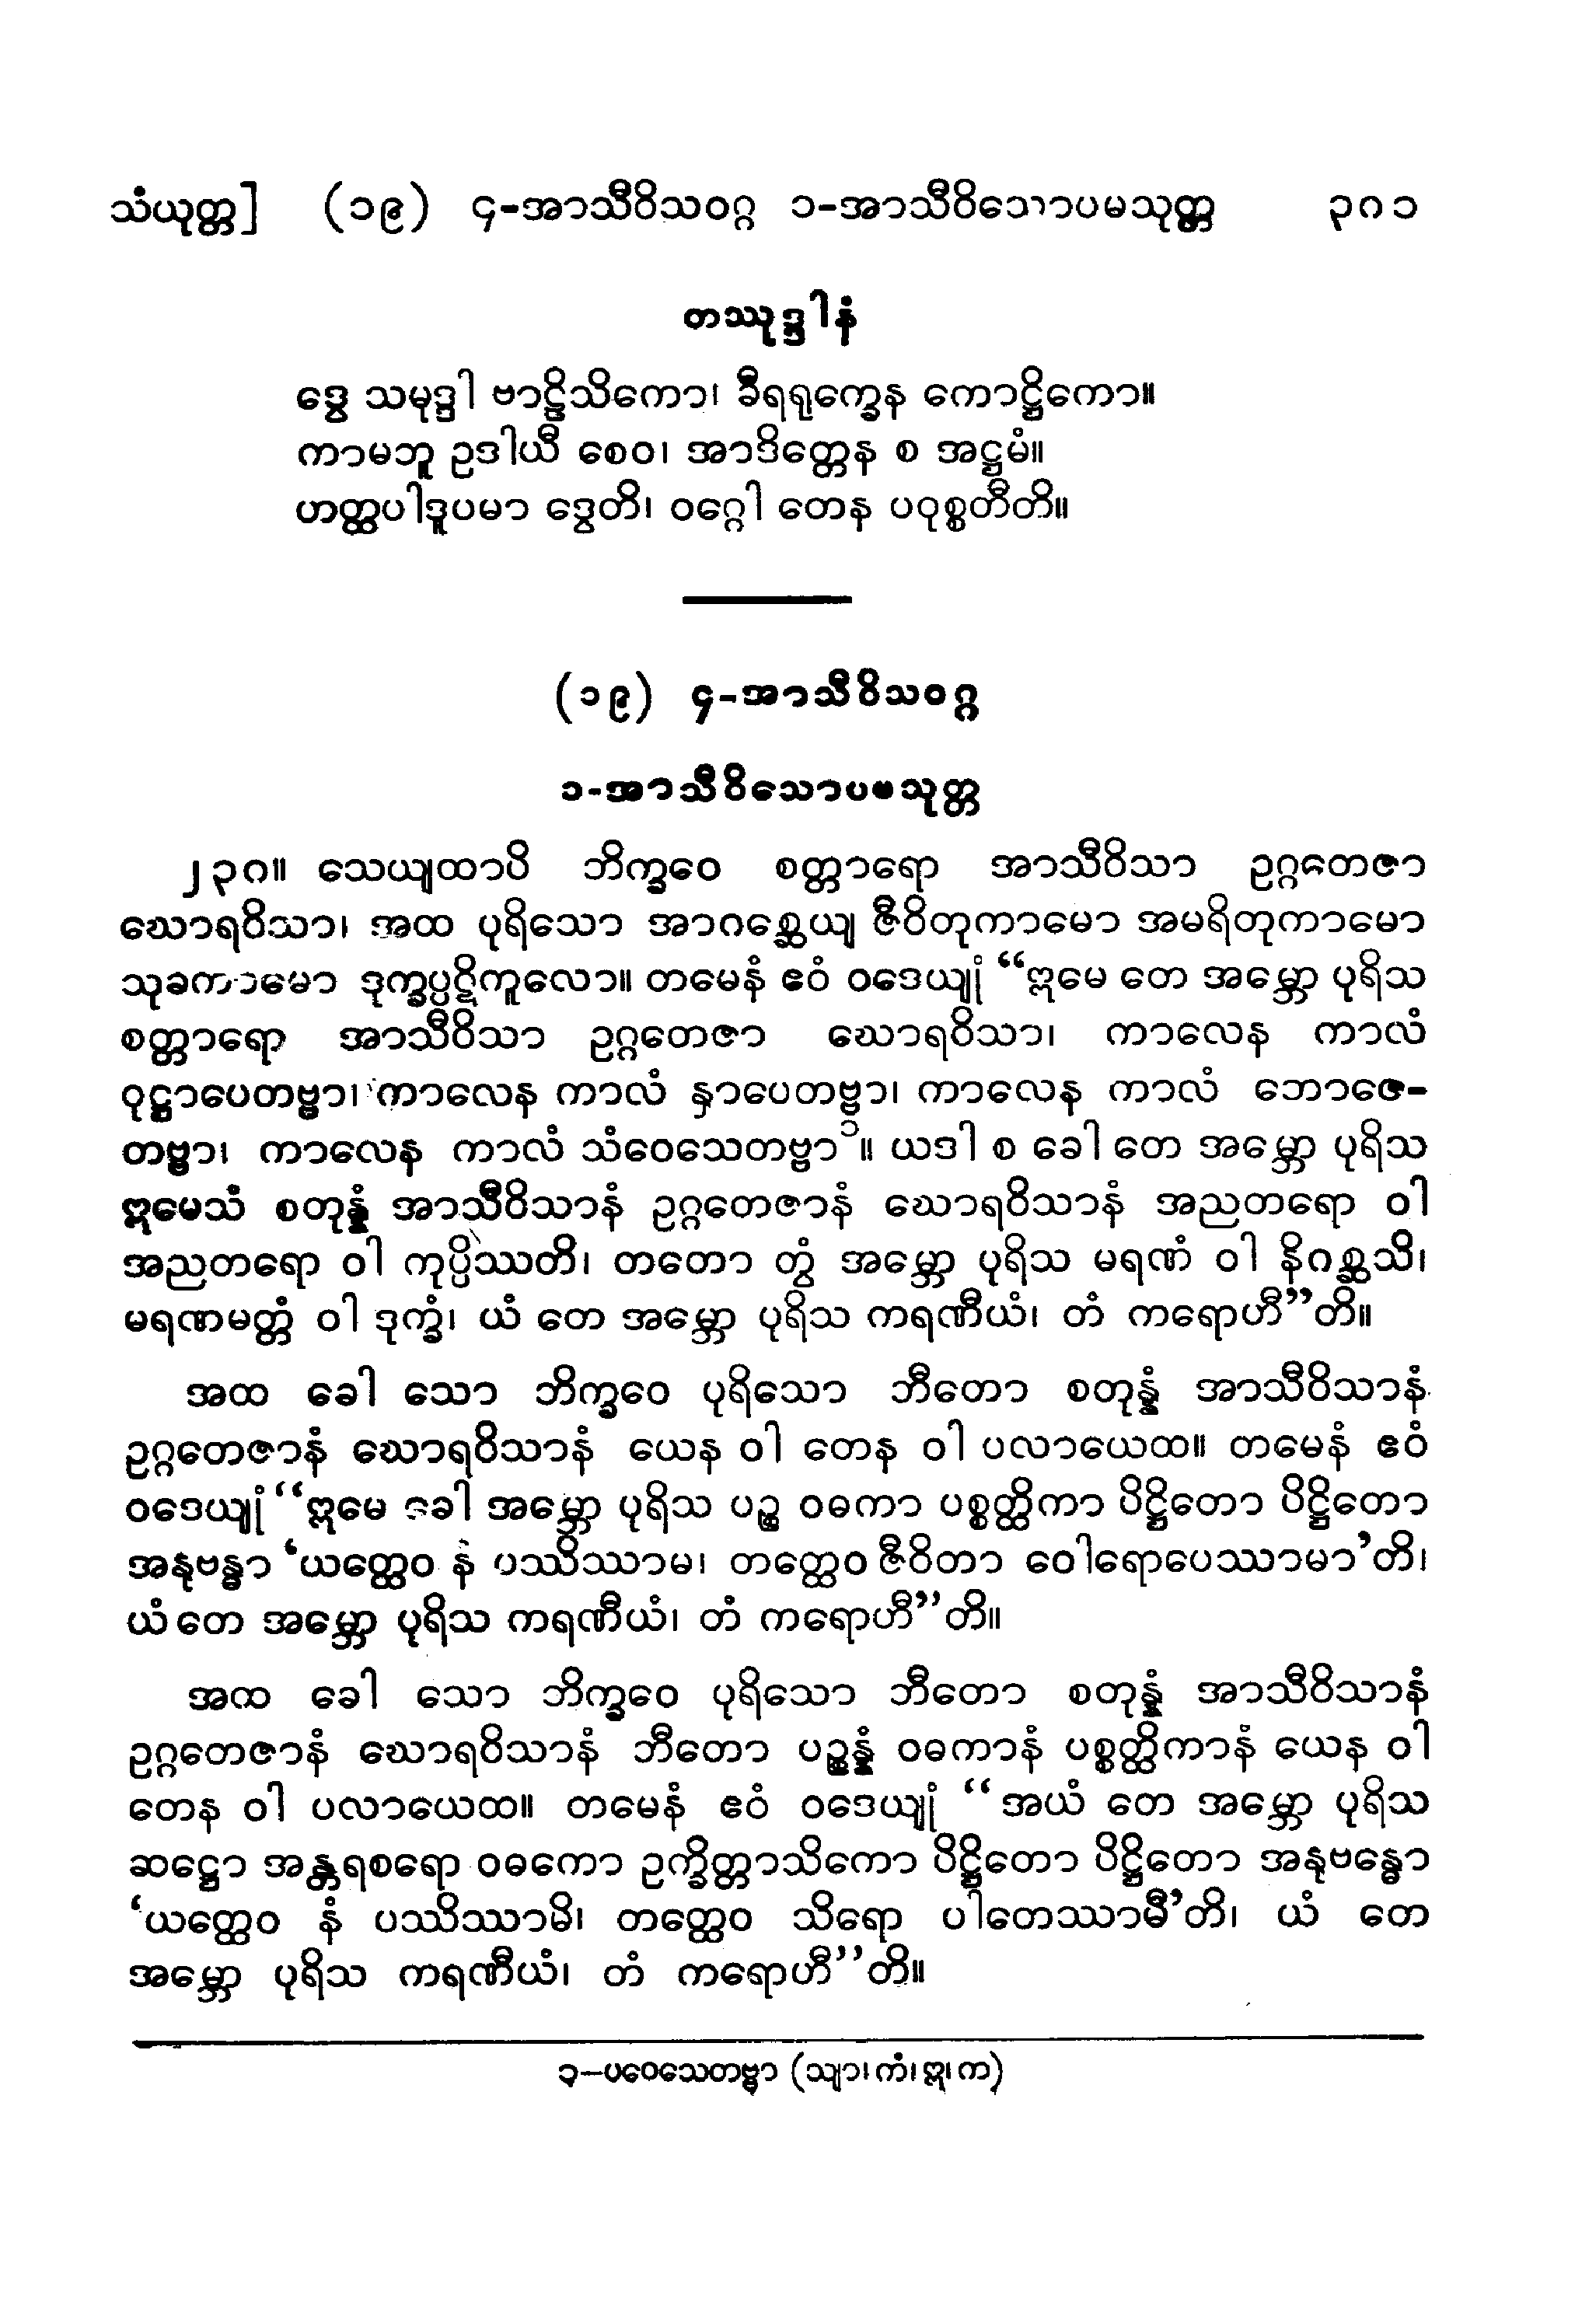 သံယုတ္တ] (၁၉) ၄-အာသီဝိသဝဂ္ဂ ၁-အာသီဝိသောပမသုတ္တ ၃၈၁
တဿုဒ္ဒါနံ
ဒွေ သမုဒ္ဒါ ဗာဠိသိကော၊ ခီရရုက္ခေန ကောဋ္ဌိကော။
ကာမဘူ ဥဒါယီ စေဝ၊ အာဒိတ္တေန စ အဋ္ဌမံ။
ဟတ္ထပါဒူပမာ ဒွေတိ၊ ဝဂ္ဂေါ တေန ပဝုစ္စတီတိ။
(၁၉) ၄-အာသီဝိသဝဂ္ဂ
၁-အာသီဝိသောပမသုတ္တ
၂၃၈။ သေယျထာပိ ဘိက္ခဝေ စတ္တာရော အာသီဝိသာ ဥဂ္ဂတေဇာ
ဃောရဝိသာ၊ အထ ပုရိသော အာဂစ္ဆေယျ ဇီဝိတုကာမော အမရိတုကာမော
သုခကာမော ဒုက္ခပ္ပဋိကူလော။ တမေနံ ဧဝံ ဝဒေယျုံ “ဣမေ တေ အမ္ဘော ပုရိသ
စတ္တာရော အာသီဝိသာ ဥဂ္ဂတေဇာ ဃောရဝိသာ၊ ကာလေန ကာလံ
ဝုဋ္ဌာပေတဗ္ဗာ၊ ကာလေန ကာလံ နှာပေတဗ္ဗာ၊ ကာလေန ကာလံ ဘောဇေ-
တဗ္ဗာ၊ ကာလေန ကာလံ သံဝေသေတဗ္ဗာ ၁။ ယဒါ စ ခေါ တေ အမ္ဘော ပုရိသ
ဣမေသံ စတုန္နံ အာသီဝိသာနံ ဥဂ္ဂတေဇာနံ ဃောရဝိသာနံ အညတရော ဝါ
အညတရော ဝါ ကုပ္ပိဿတိ၊ တတော တွံ အမ္ဘော ပုရိသ မရဏံ ဝါ နိဂစ္ဆသိ၊
မရဏမတ္တံ ဝါ ဒုက္ခံ၊ ယံ တေ အမ္ဘော ပုရိသ ကရဏီယံ၊ တံ ကရောဟီ”တိ။
အထ ခေါ သော ဘိက္ခဝေ ပုရိသော ဘီတော စတုန္နံ အာသီဝိသာနံ
ဥဂ္ဂတေဇာနံ ဃောရဝိသာနံ ယေန ဝါ တေန ဝါ ပလာယေထ။ တမေနံ ဧဝံ
ဝဒေယျုံ “ဣမေ ခေါ အမ္ဘော ပုရိသ ပဉ္စ ဝဓကာ ပစ္စတ္ထိကာ ပိဋ္ဌိတော ပိဋ္ဌိတော
အနုဗန္ဓာ ‘ယတ္ထေဝ နံ ပဿိဿာမ၊ တတ္ထေဝ ဇီဝိတာ ဝေါရောပေဿာမာ’တိ၊
ယံ တေ အမ္ဘော ပုရိသ ကရဏီယံ၊ တံ ကရောဟီ”တိ။
အထ ခေါ သော ဘိက္ခဝေ ပုရိသော ဘီတော စတုန္နံ အာသီဝိသာနံ
ဥဂ္ဂတေဇာနံ ဃောရဝိသာနံ ဘီတော ပဉ္စန္နံ ဝဓကာနံ ပစ္စတ္ထိကာနံ ယေန ဝါ
တေန ဝါ ပလာယေထ။ တမေနံ ဧဝံ ဝဒေယျုံ “အယံ တေ အမ္ဘော ပုရိသ
ဆဋ္ဌော အန္တရစရော ဝဓကော ဥက္ခိတ္တာသိကော ပိဋ္ဌိတော ပိဋ္ဌိတော အနုဗန္ဓော
‘ယတ္ထေဝ နံ ပဿိဿာမိ၊ တတ္ထေဝ သိရော ပါတေဿာမီ’တိ၊ ယံ တေ
အမ္ဘော ပုရိသ ကရဏီယံ၊ တံ ကရောဟီ”တိ။
၁—ပဝေသေတဗ္ဗာ (သျာ၊ ကံ၊ ဣ၊ က)